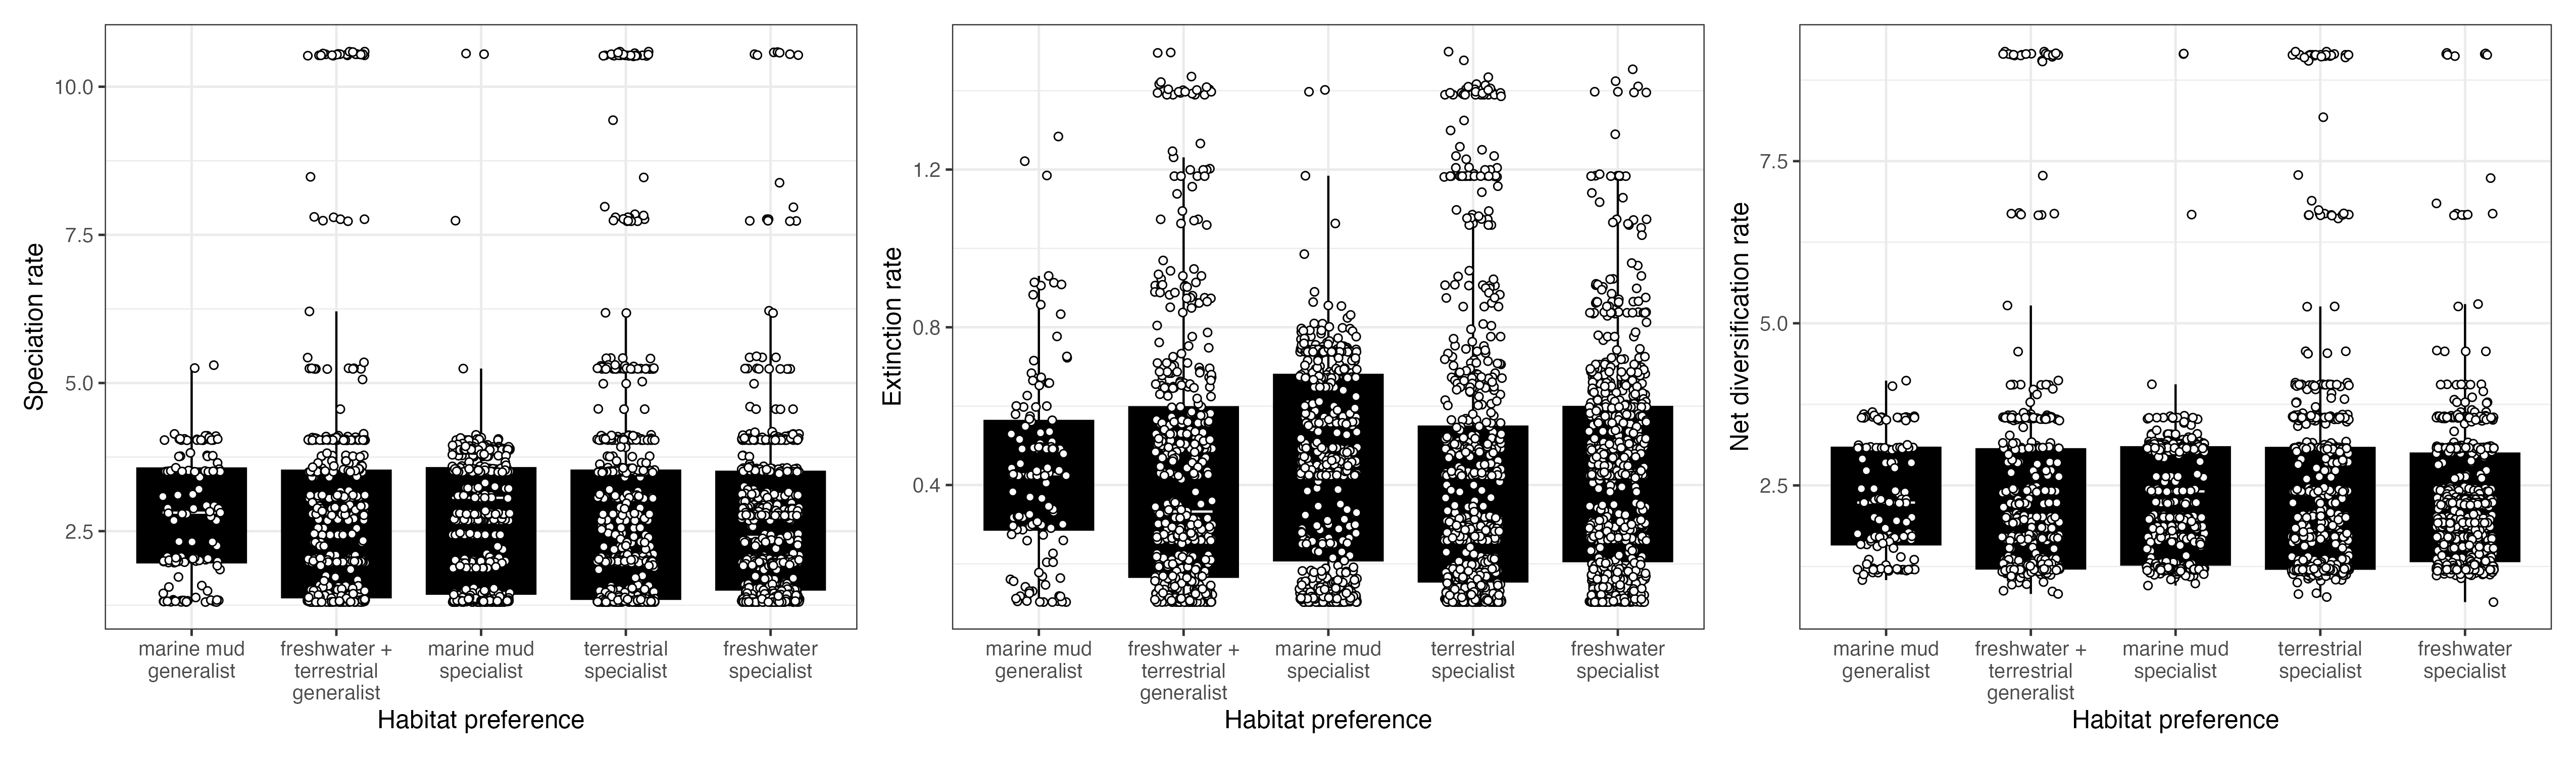 Speciation rate
10.0
7.5
5.0
2.5
marine mud
generalist
freshwater +
terrestrial
generalist
marine mud
specialist
terrestrial
specialist
freshwater
specialist
Habitat preference
Extinction rate
1.2
0.8
0.4
marine mud
generalist
freshwater +
terrestrial
generalist
marine mud
specialist
terrestrial
specialist
freshwater
specialist
Habitat preference
Net diversification rate
7.5
5.0
2.5
marine mud
generalist
freshwater +
terrestrial
generalist
marine mud
specialist
terrestrial
specialist
freshwater
specialist
Habitat preference